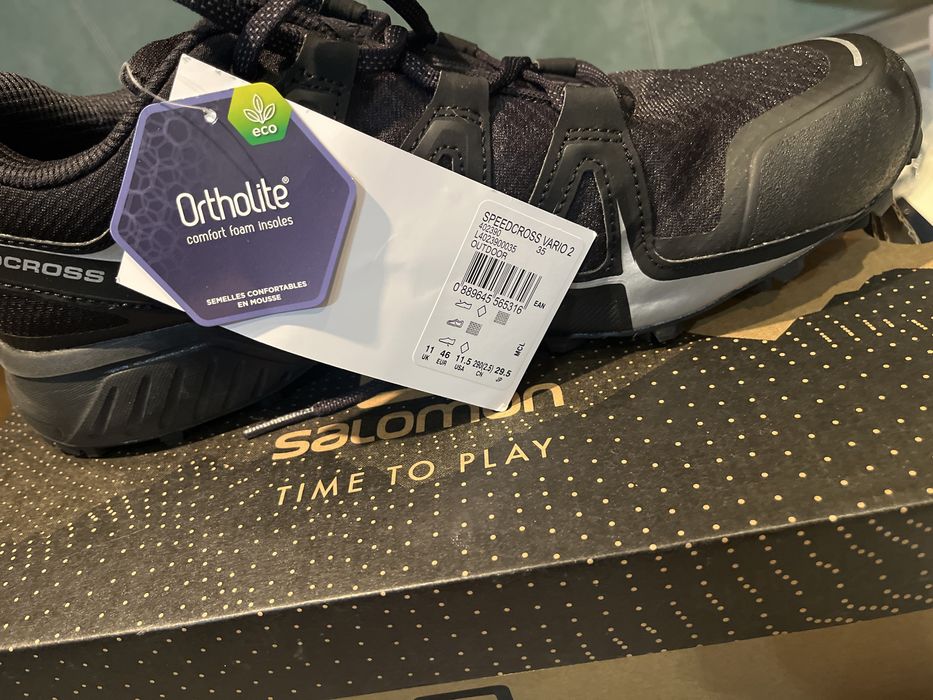 eco
Ortholite®
comfort foam insoles
SEMELLES CONFORTABLES
EN MOUSSE
DCROSS
SPEEDCROSS VARIO 2
402390 35
L4023900035
OUTDOOR
0 889645 565316 EAN
MCL
11 46 11.5 290(2.5) 29.5
UK EUR USA CN JP
salomon
TIME TO PLAY